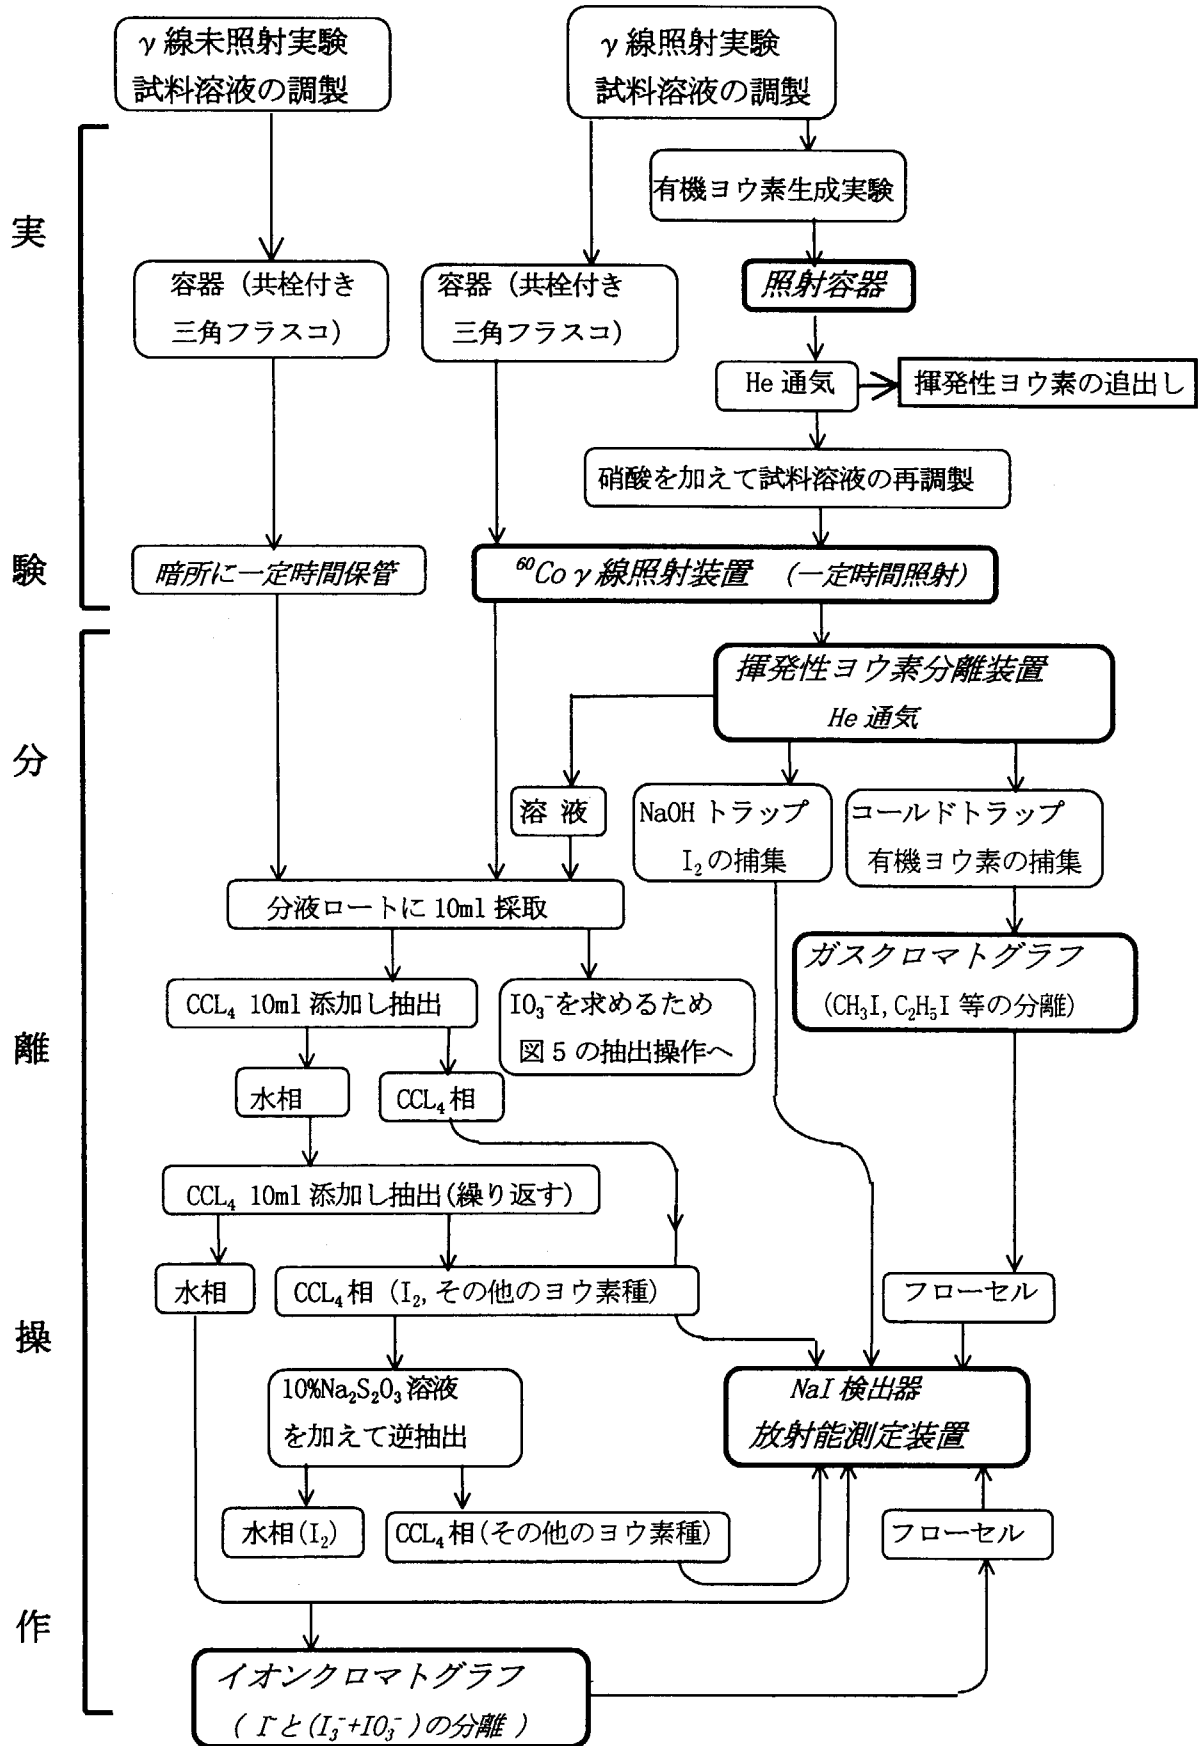 γ線未照射実験
試料溶液の調製
γ線照射実験
試料溶液の調製
有機ヨウ素生成実験
実
容器（共栓付き
三角フラスコ）
容器（共栓付き
三角フラスコ）
照射容器
He 通気
揮発性ヨウ素の追出し
硝酸を加えて試料溶液の再調製
験
暗所に一定時間保管
⁶⁰Coγ線照射装置 （一定時間照射）
揮発性ヨウ素分離装置
He 通気
分
溶 液
NaOH トラップ
I₂の捕集
コールドトラップ
有機ヨウ素の捕集
分液ロートに 10ml 採取
ガスクロマトグラフ
(CH₃I, C₂H₅I 等の分離)
CCL₄ 10ml 添加し抽出
IO₃⁻を求めるため
図 5 の抽出操作へ
離
水相
CCL₄相
CCL₄ 10ml 添加し抽出(繰り返す)
水相
CCL₄相（I₂, その他のヨウ素種）
フローセル
操
10%Na₂S₂O₃溶液
を加えて逆抽出
NaI 検出器
放射能測定装置
水相(I₂)
CCL₄相(その他のヨウ素種)
フローセル
作
イオンクロマトグラフ
( I⁻と(I₃⁻+IO₃⁻)の分離 )